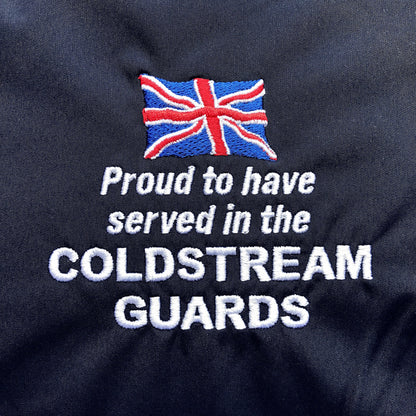 Proud to have
served in the
COLDSTREAM
GUARDS